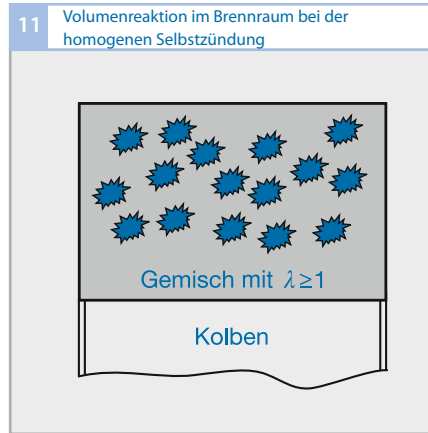 11
Volumenreaktion im Brennraum bei der
homogenen Selbstzündung
Gemisch mit λ≥1
Kolben